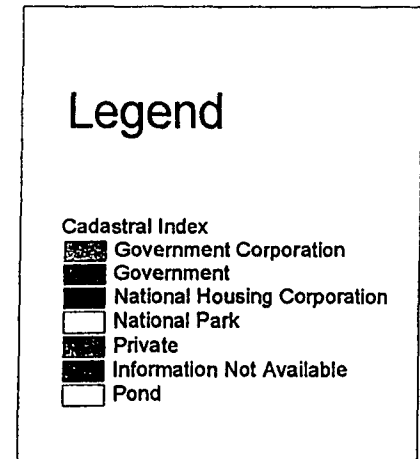 Legend
Cadastral Index
Government Corporation
Government
National Housing Corporation
National Park
Private
Information Not Available
Pond